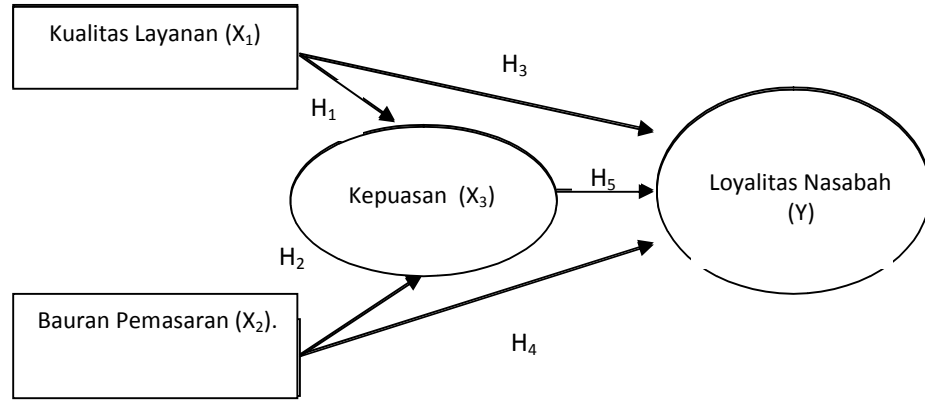 Kualitas Layanan (X₁)
H₃
H₁
Kepuasan (X₃)
H₅
Loyalitas Nasabah
(Y)
H₂
Bauran Pemasaran (X₂).
H₄